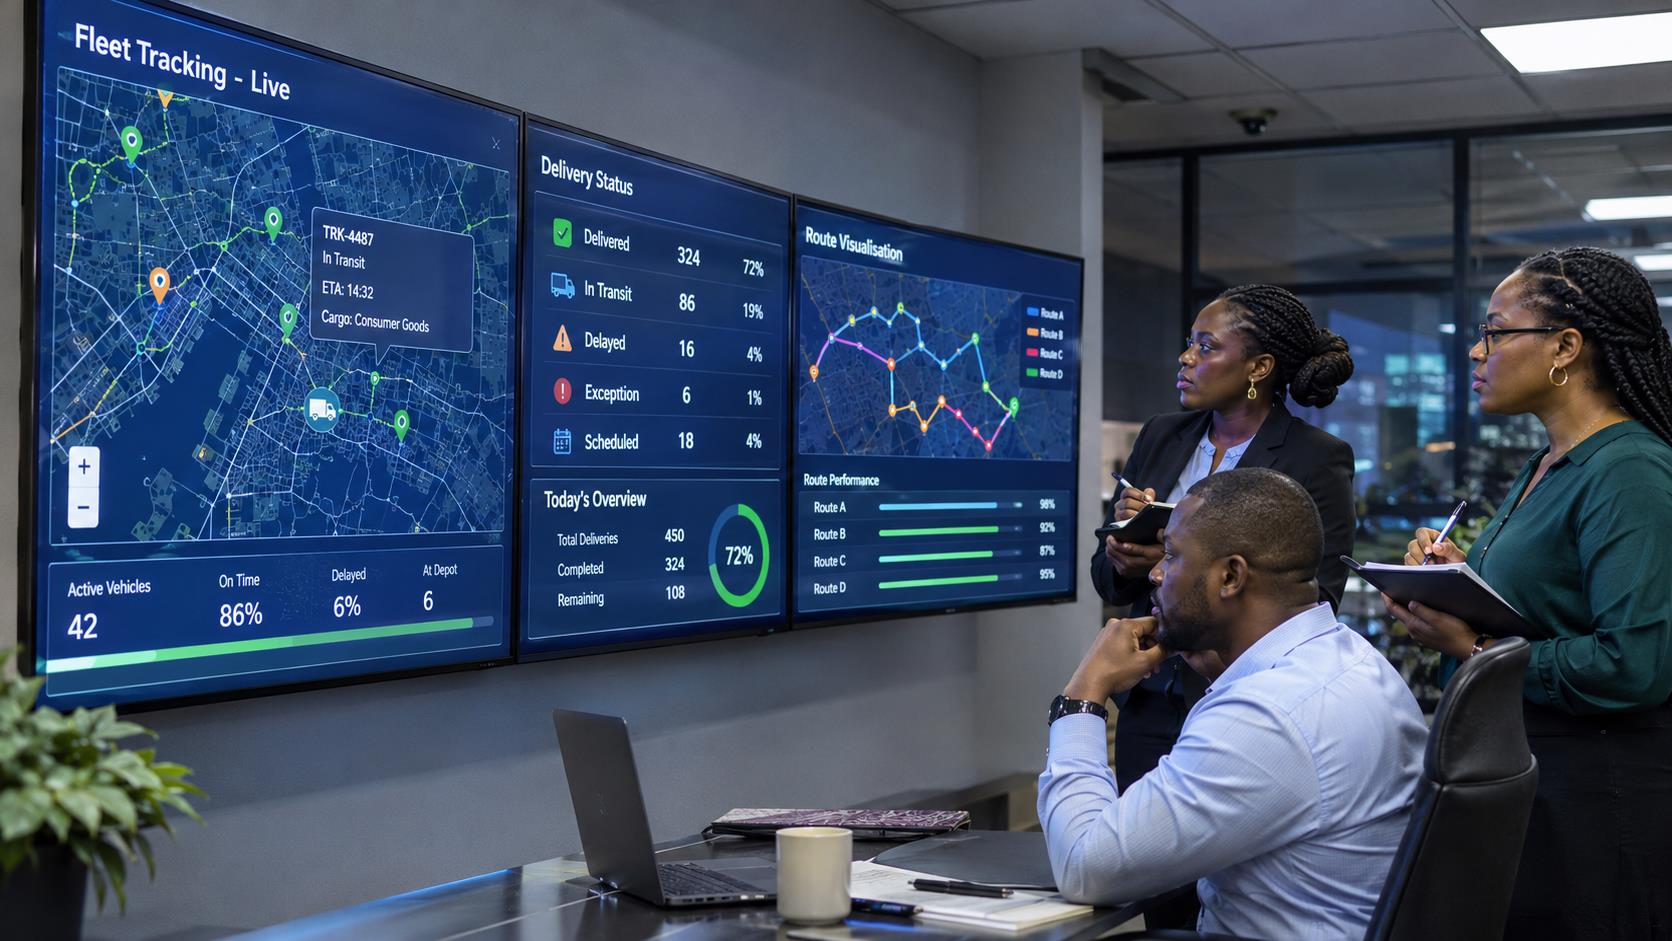 Fleet Tracking - Live
TRK-4487
In Transit
ETA: 14:32
Cargo: Consumer Goods
+
−
Active Vehicles
42
On Time
86%
Delayed
6%
At Depot
6
Delivery Status
Delivered 324 72%
In Transit 86 19%
Delayed 16 4%
Exception 6 1%
Scheduled 18 4%
Today's Overview
Total Deliveries 450
Completed 324
Remaining 108
72%
Route Visualisation
Route A
Route B
Route C
Route D
Route Performance
Route A 98%
Route B 92%
Route C 87%
Route D 95%